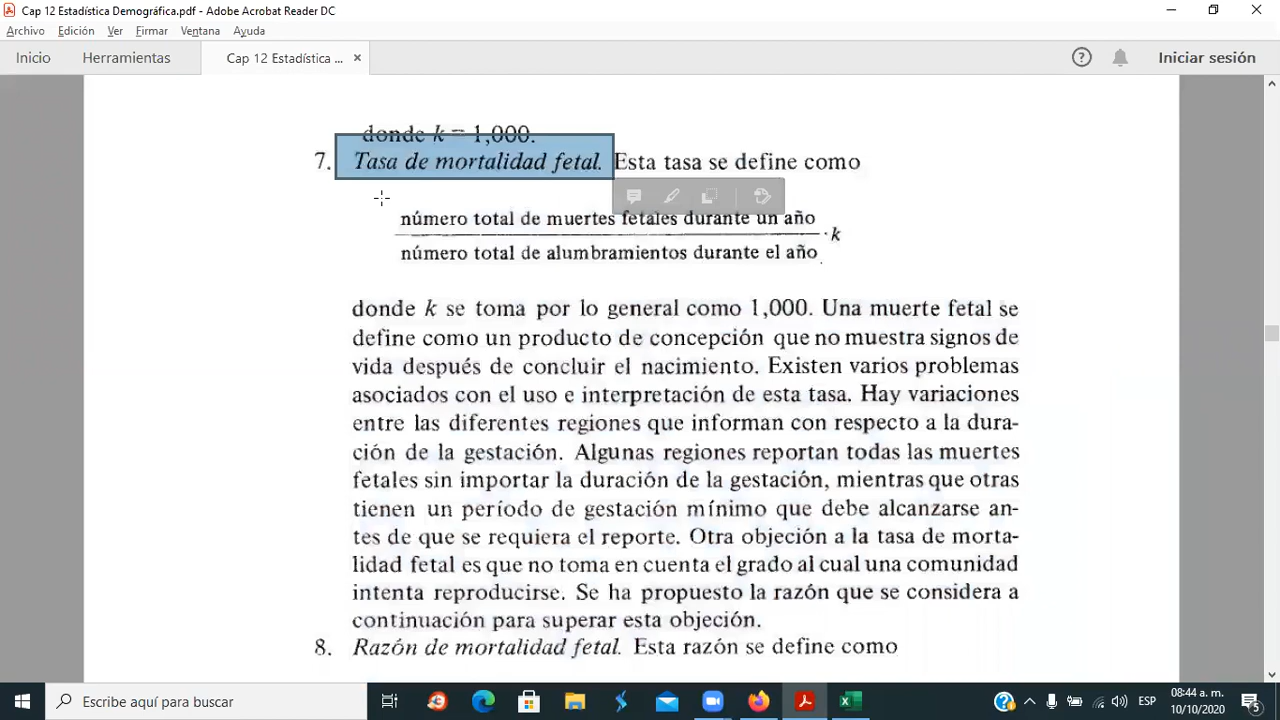 Cap 12 Estadística Demográfica.pdf - Adobe Acrobat Reader DC
Archivo Edición Ver Firmar Ventana Ayuda
Inicio Herramientas Cap 12 Estadística ... × Iniciar sesión
donde k = 1,000.
7. Tasa de mortalidad fetal. Esta tasa se define como
número total de muertes fetales durante un año
número total de alumbramientos durante el año · k
donde k se toma por lo general como 1,000. Una muerte fetal se
define como un producto de concepción que no muestra signos de
vida después de concluir el nacimiento. Existen varios problemas
asociados con el uso e interpretación de esta tasa. Hay variaciones
entre las diferentes regiones que informan con respecto a la dura-
ción de la gestación. Algunas regiones reportan todas las muertes
fetales sin importar la duración de la gestación, mientras que otras
tienen un período de gestación mínimo que debe alcanzarse an-
tes de que se requiera el reporte. Otra objeción a la tasa de morta-
lidad fetal es que no toma en cuenta el grado al cual una comunidad
intenta reproducirse. Se ha propuesto la razón que se considera a
continuación para superar esta objeción.
8. Razón de mortalidad fetal. Esta razón se define como
Escribe aquí para buscar
ESP
08:44 a. m.
10/10/2020
5